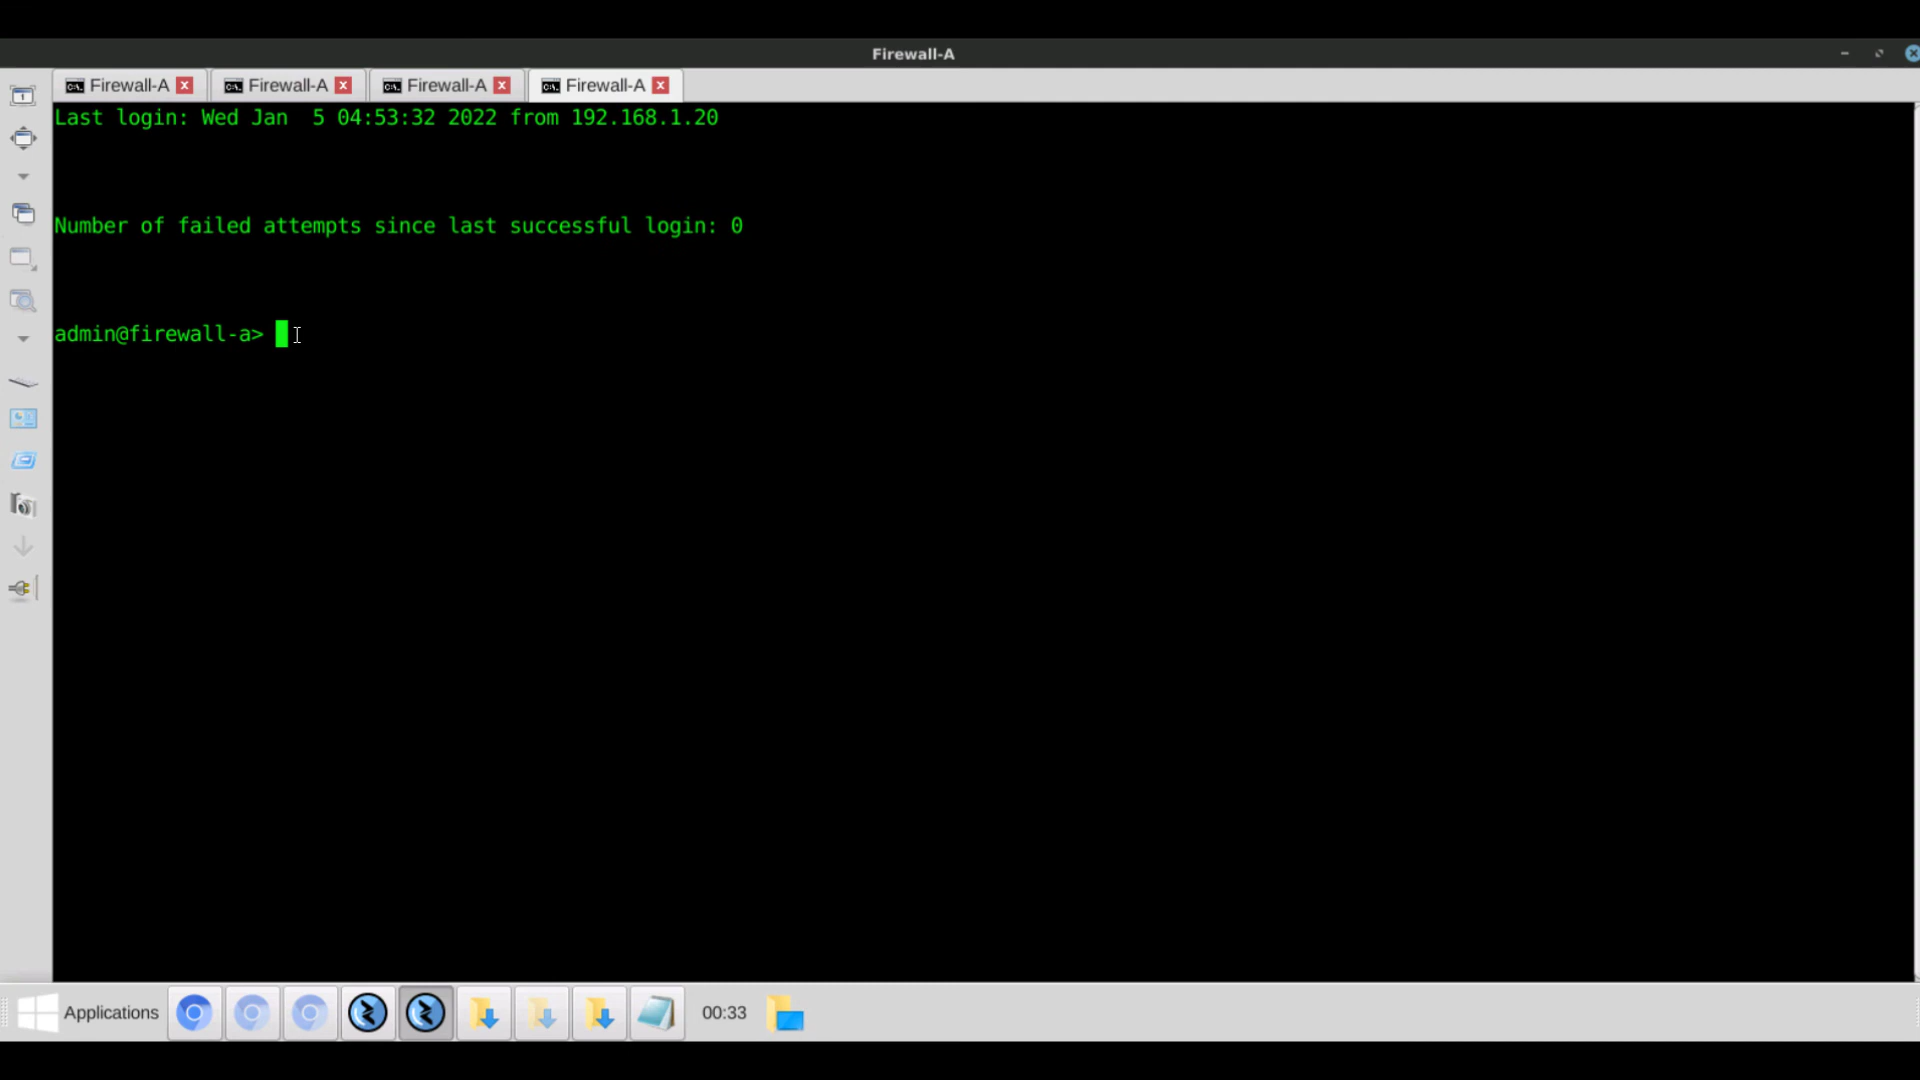 Firewall-A
Firewall-A
Firewall-A
Firewall-A
Firewall-A
Last login: Wed Jan  5 04:53:32 2022 from 192.168.1.20
Number of failed attempts since last successful login: 0
admin@firewall-a>
Applications
00:33